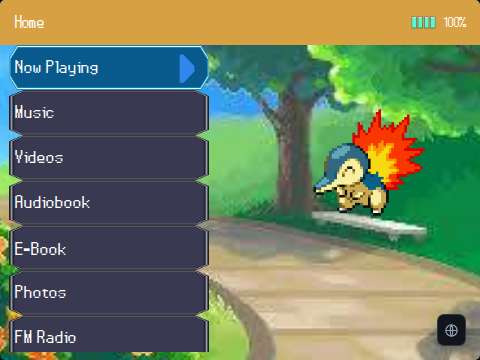 Home
100%
Now Playing
Music
Videos
Audiobook
E-Book
Photos
FM Radio